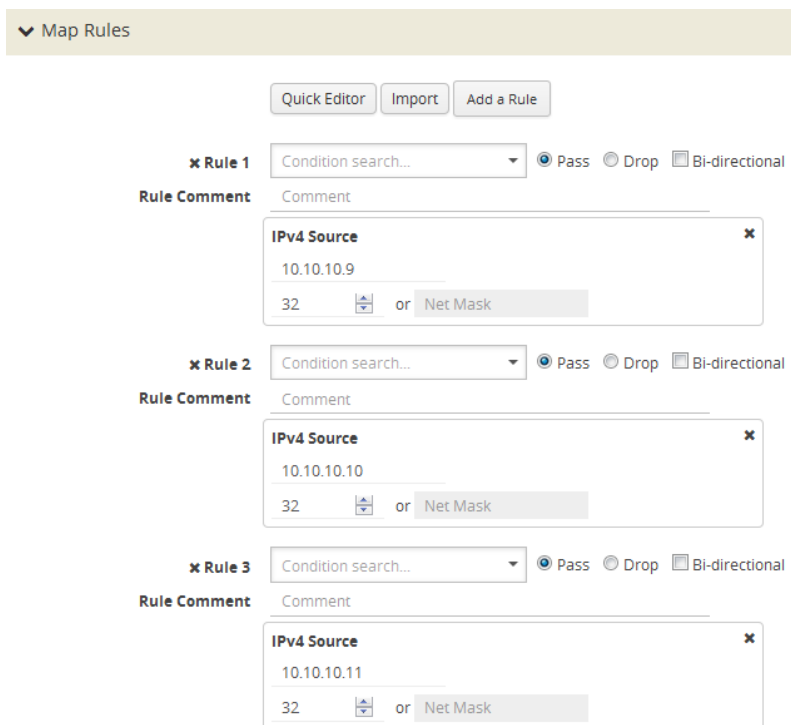 Map Rules
Quick Editor Import Add a Rule
Rule 1 Condition search... Pass Drop Bi-directional
Rule Comment Comment
IPv4 Source
10.10.10.9
32 or Net Mask
Rule 2 Condition search... Pass Drop Bi-directional
Rule Comment Comment
IPv4 Source
10.10.10.10
32 or Net Mask
Rule 3 Condition search... Pass Drop Bi-directional
Rule Comment Comment
IPv4 Source
10.10.10.11
32 or Net Mask